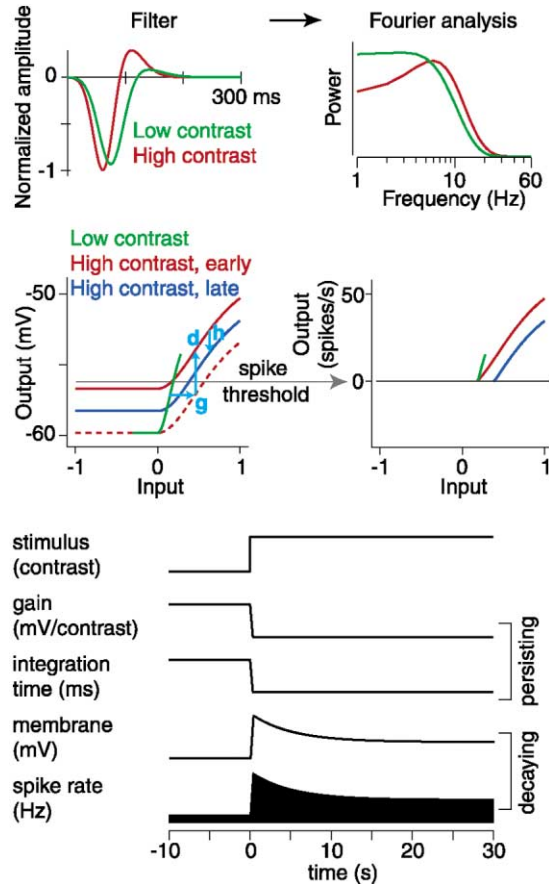 Filter
Fourier analysis
Normalized amplitude
0
-1
300 ms
Low contrast
High contrast
Power
1
10
60
Frequency (Hz)
Low contrast
High contrast, early
High contrast, late
-50
-60
Output (mV)
d
h
g
-1
0
1
Input
spike
threshold
Output
(spikes/s)
50
0
-1
0
1
Input
stimulus
(contrast)
gain
(mV/contrast)
integration
time (ms)
persisting
membrane
(mV)
spike rate
(Hz)
decaying
-10
0
10
20
30
time (s)